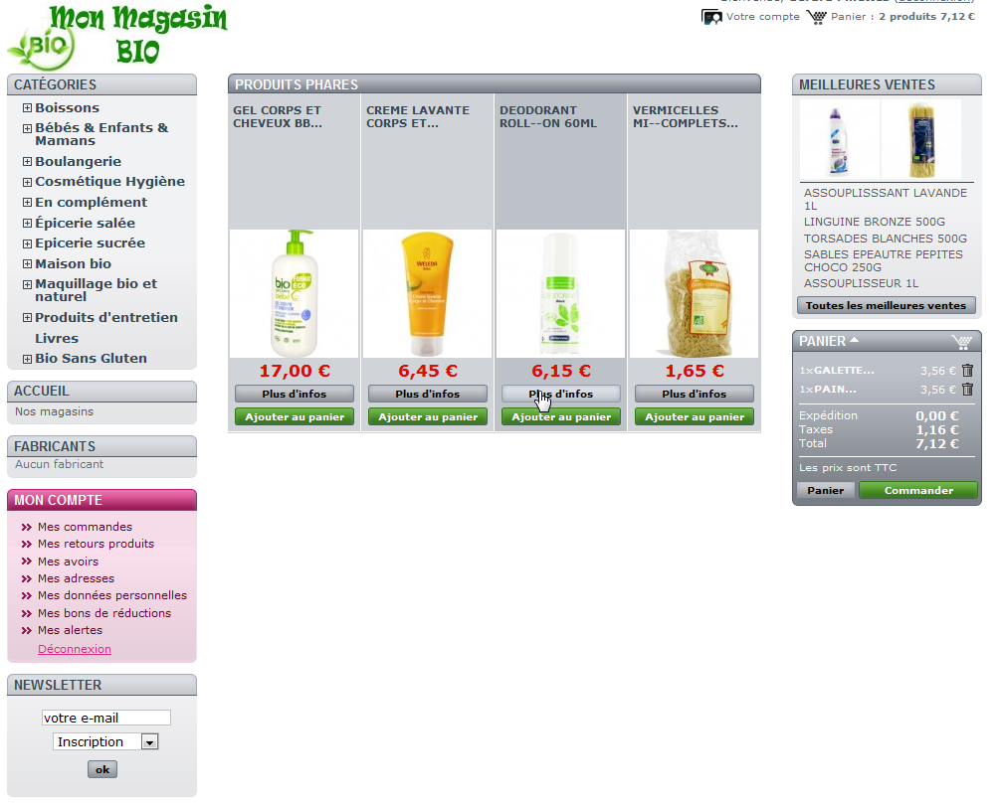 Mon Magasin
BIO
BIO
Votre compte Panier : 2 produits 7,12 €
CATÉGORIES
Boissons
Bébés & Enfants &
Mamans
Boulangerie
Cosmétique Hygiène
En complément
Épicerie salée
Epicerie sucrée
Maison bio
Maquillage bio et
naturel
Produits d'entretien
Livres
Bio Sans Gluten
ACCUEIL
Nos magasins
FABRICANTS
Aucun fabricant
MON COMPTE
Mes commandes
Mes retours produits
Mes avoirs
Mes adresses
Mes données personnelles
Mes bons de réductions
Mes alertes
Déconnexion
NEWSLETTER
votre e-mail
Inscription
ok
PRODUITS PHARES
GEL CORPS ET
CHEVEUX BB...
17,00 €
Plus d'infos
Ajouter au panier
CREME LAVANTE
CORPS ET...
WELEDA
6,45 €
Plus d'infos
Ajouter au panier
DEODORANT
ROLL--ON 60ML
6,15 €
Plus d'infos
Ajouter au panier
VERMICELLES
MI--COMPLETS...
1,65 €
Plus d'infos
Ajouter au panier
MEILLEURES VENTES
ASSOUPLISSSANT LAVANDE
1L
LINGUINE BRONZE 500G
TORSADES BLANCHES 500G
SABLES EPEAUTRE PEPITES
CHOCO 250G
ASSOUPLISSEUR 1L
Toutes les meilleures ventes
PANIER
1xGALETTE... 3,56 €
1xPAIN... 3,56 €
Expédition 0,00 €
Taxes 1,16 €
Total 7,12 €
Les prix sont TTC
Panier Commander